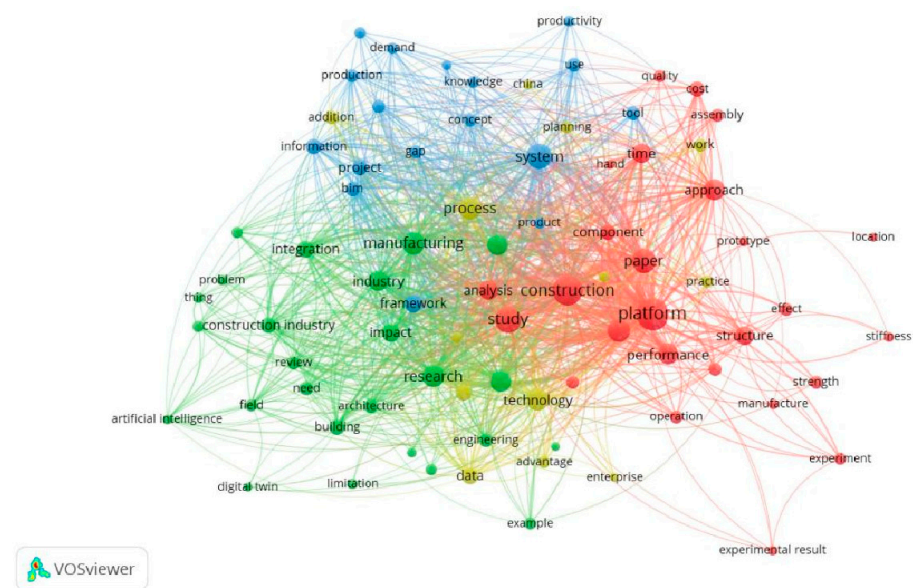 productivity
demand
production
knowledge
china
use
quality
cost
addition
concept
planning
tool
assembly
information
gap
system
time
work
project
hand
bim
approach
process
product
component
manufacturing
integration
prototype
location
paper
problem
industry
analysis
construction
practice
thing
framework
construction industry
impact
study
platform
effect
structure
stiffness
review
performance
research
strength
need
technology
field
architecture
manufacture
artificial intelligence
building
operation
engineering
advantage
experiment
data
enterprise
digital twin
limitation
example
experimental result
VOSviewer